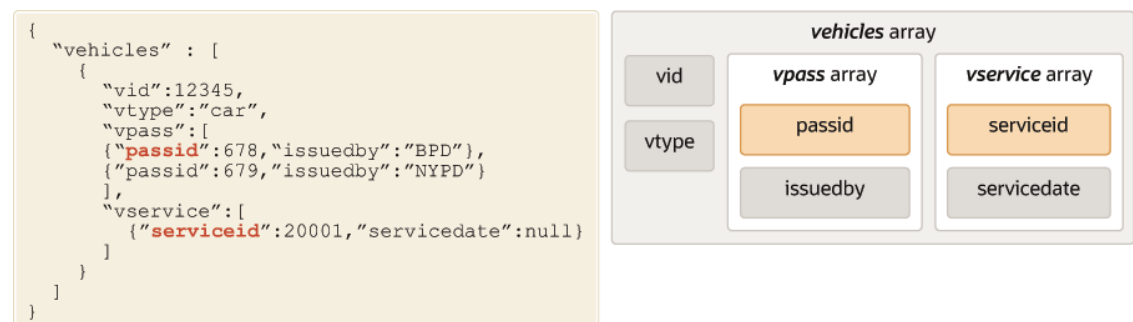 {
“vehicles” : [
{
“vid”:12345,
“vtype”:”car”,
“vpass”:[
{“passid”:678,“issuedby”:”BPD”},
{”passid”:679,”issuedby”:”NYPD”}
],
“vservice”:[
{”serviceid”:20001,”servicedate”:null}
]
}
]
}
vehicles array
vid
vtype
vpass array
passid
issuedby
vservice array
serviceid
servicedate